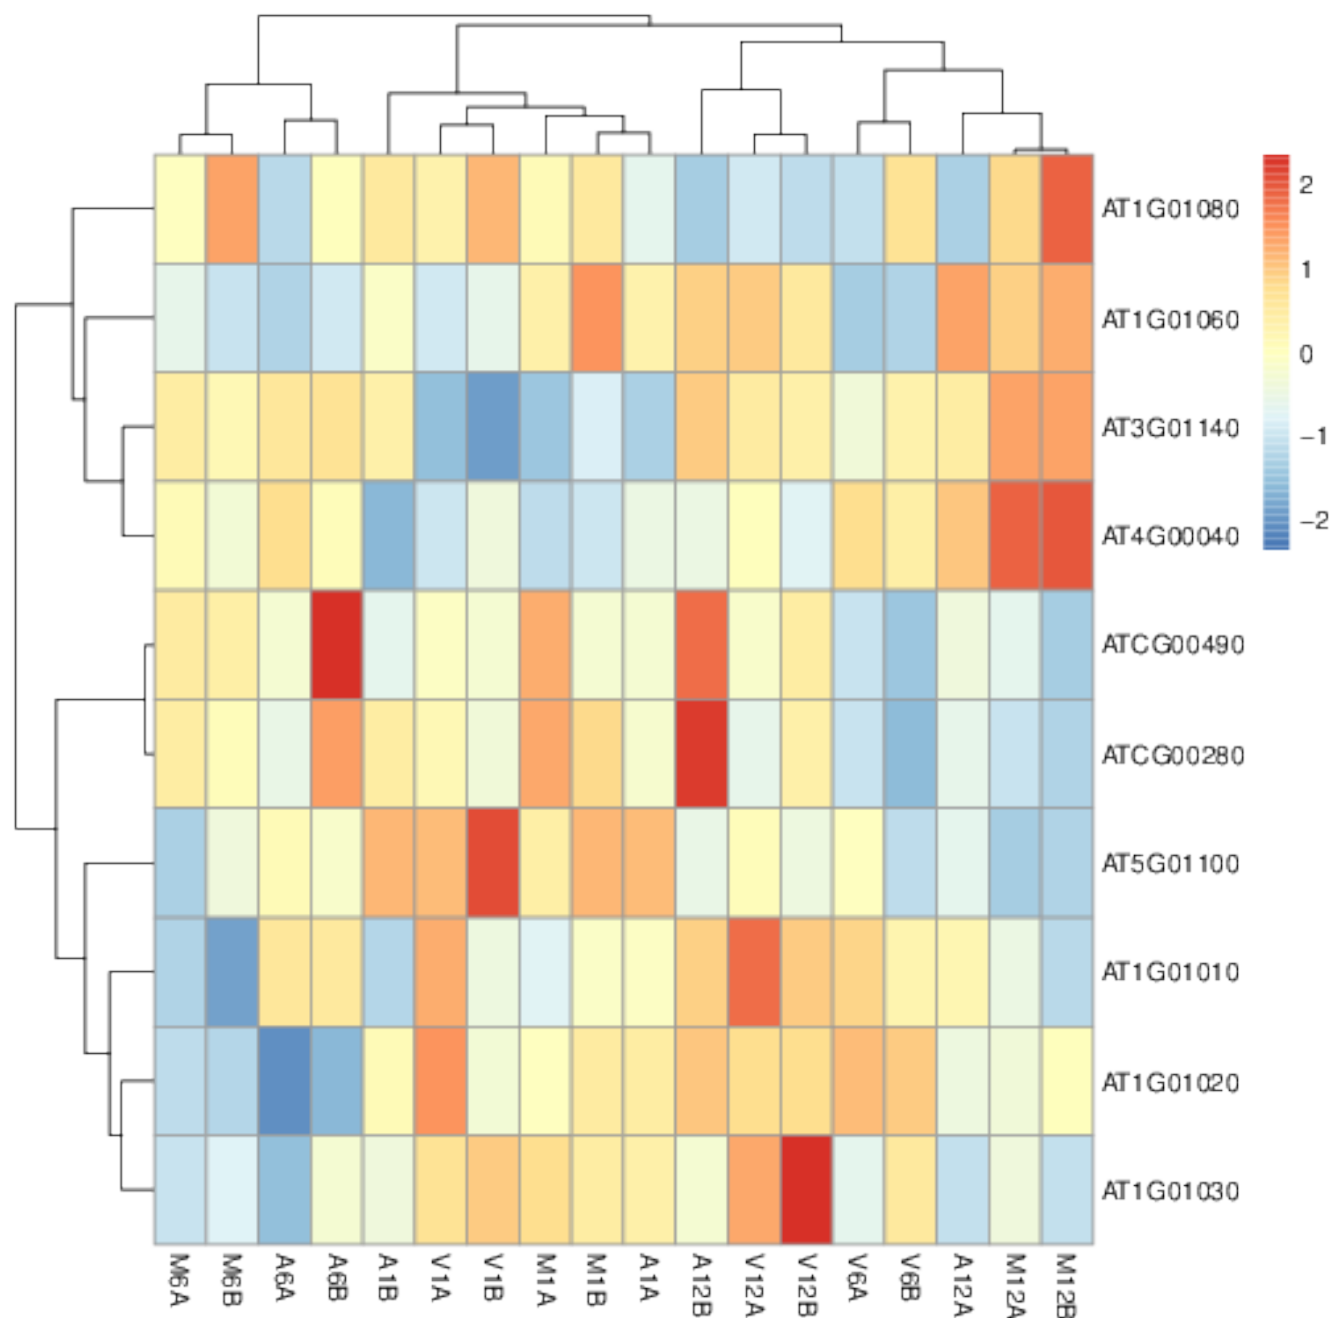 AT1G01080
AT1G01060
AT3G01140
AT4G00040
ATCG00490
ATCG00280
AT5G01100
AT1G01010
AT1G01020
AT1G01030
2
1
0
−1
−2
M6A
M6B
A6A
A6B
A1B
V1A
V1B
M1A
M1B
A1A
A12B
V12A
V12B
V6A
V6B
A12A
M12A
M12B